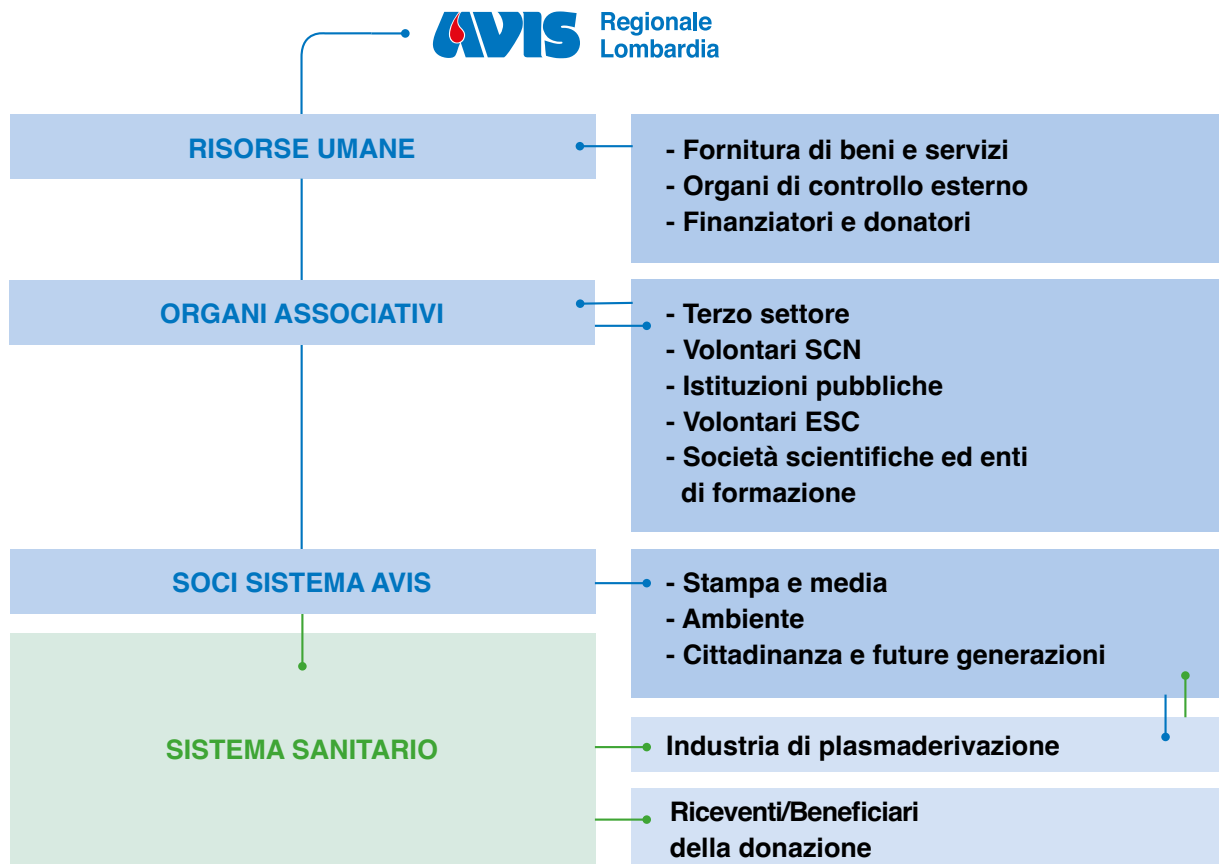 AVIS Regionale
Lombardia
RISORSE UMANE
- Fornitura di beni e servizi
- Organi di controllo esterno
- Finanziatori e donatori
ORGANI ASSOCIATIVI
- Terzo settore
- Volontari SCN
- Istituzioni pubbliche
- Volontari ESC
- Società scientifiche ed enti
di formazione
SOCI SISTEMA AVIS
- Stampa e media
- Ambiente
- Cittadinanza e future generazioni
SISTEMA SANITARIO
Industria di plasmaderivazione
Riceventi/Beneficiari
della donazione